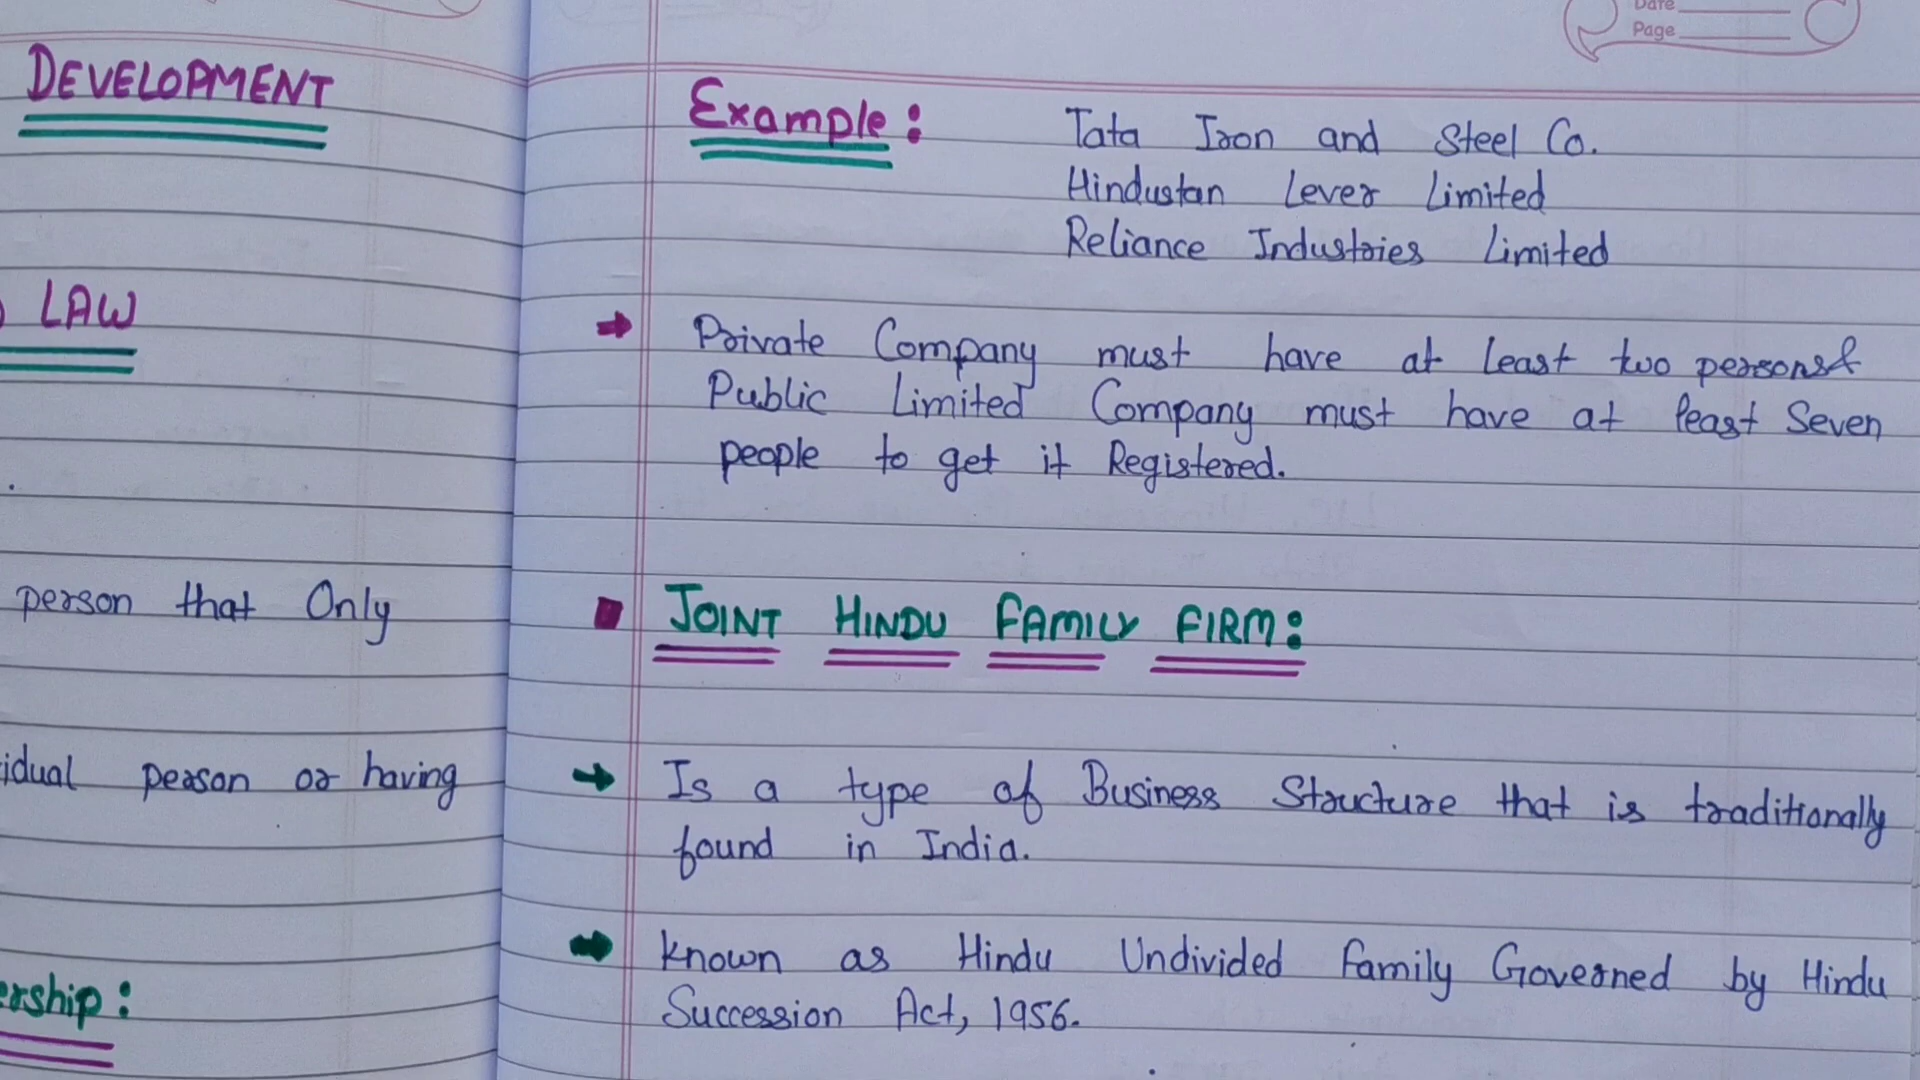 DEVELOPMENT
LAW
person that Only
idual person or having
ership:
Date
Page
Example: Tata Iron and Steel Co.
Hindustan Lever Limited
Reliance Industries Limited
→ Private Company must have at least two persons &
Public Limited Company must have at least Seven
people to get it Registered.
JOINT HINDU FAMILY FIRM:
→ Is a type of Business Structure that is traditionally
found in India.
→ Known as Hindu Undivided Family Governed by Hindu
Succession Act, 1956.